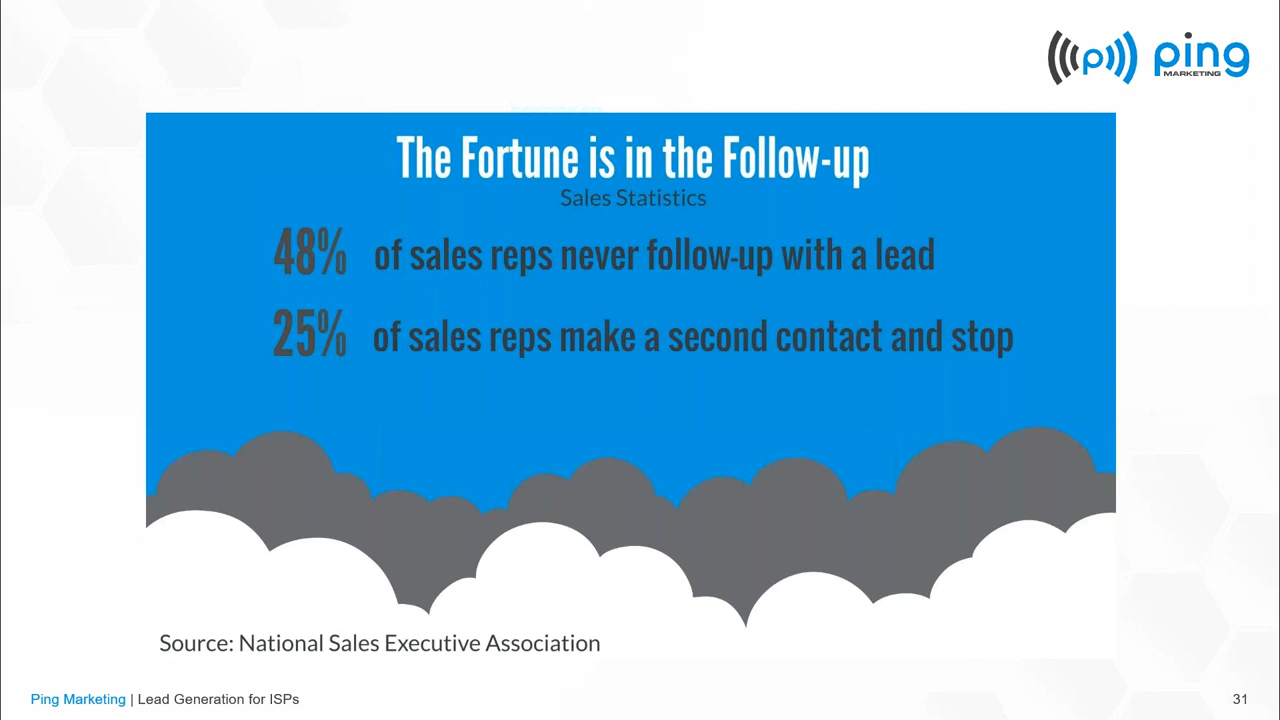 p ping
MARKETING
The Fortune is in the Follow-up
Sales Statistics
48% of sales reps never follow-up with a lead
25% of sales reps make a second contact and stop
Source: National Sales Executive Association
Ping Marketing | Lead Generation for ISPs
31